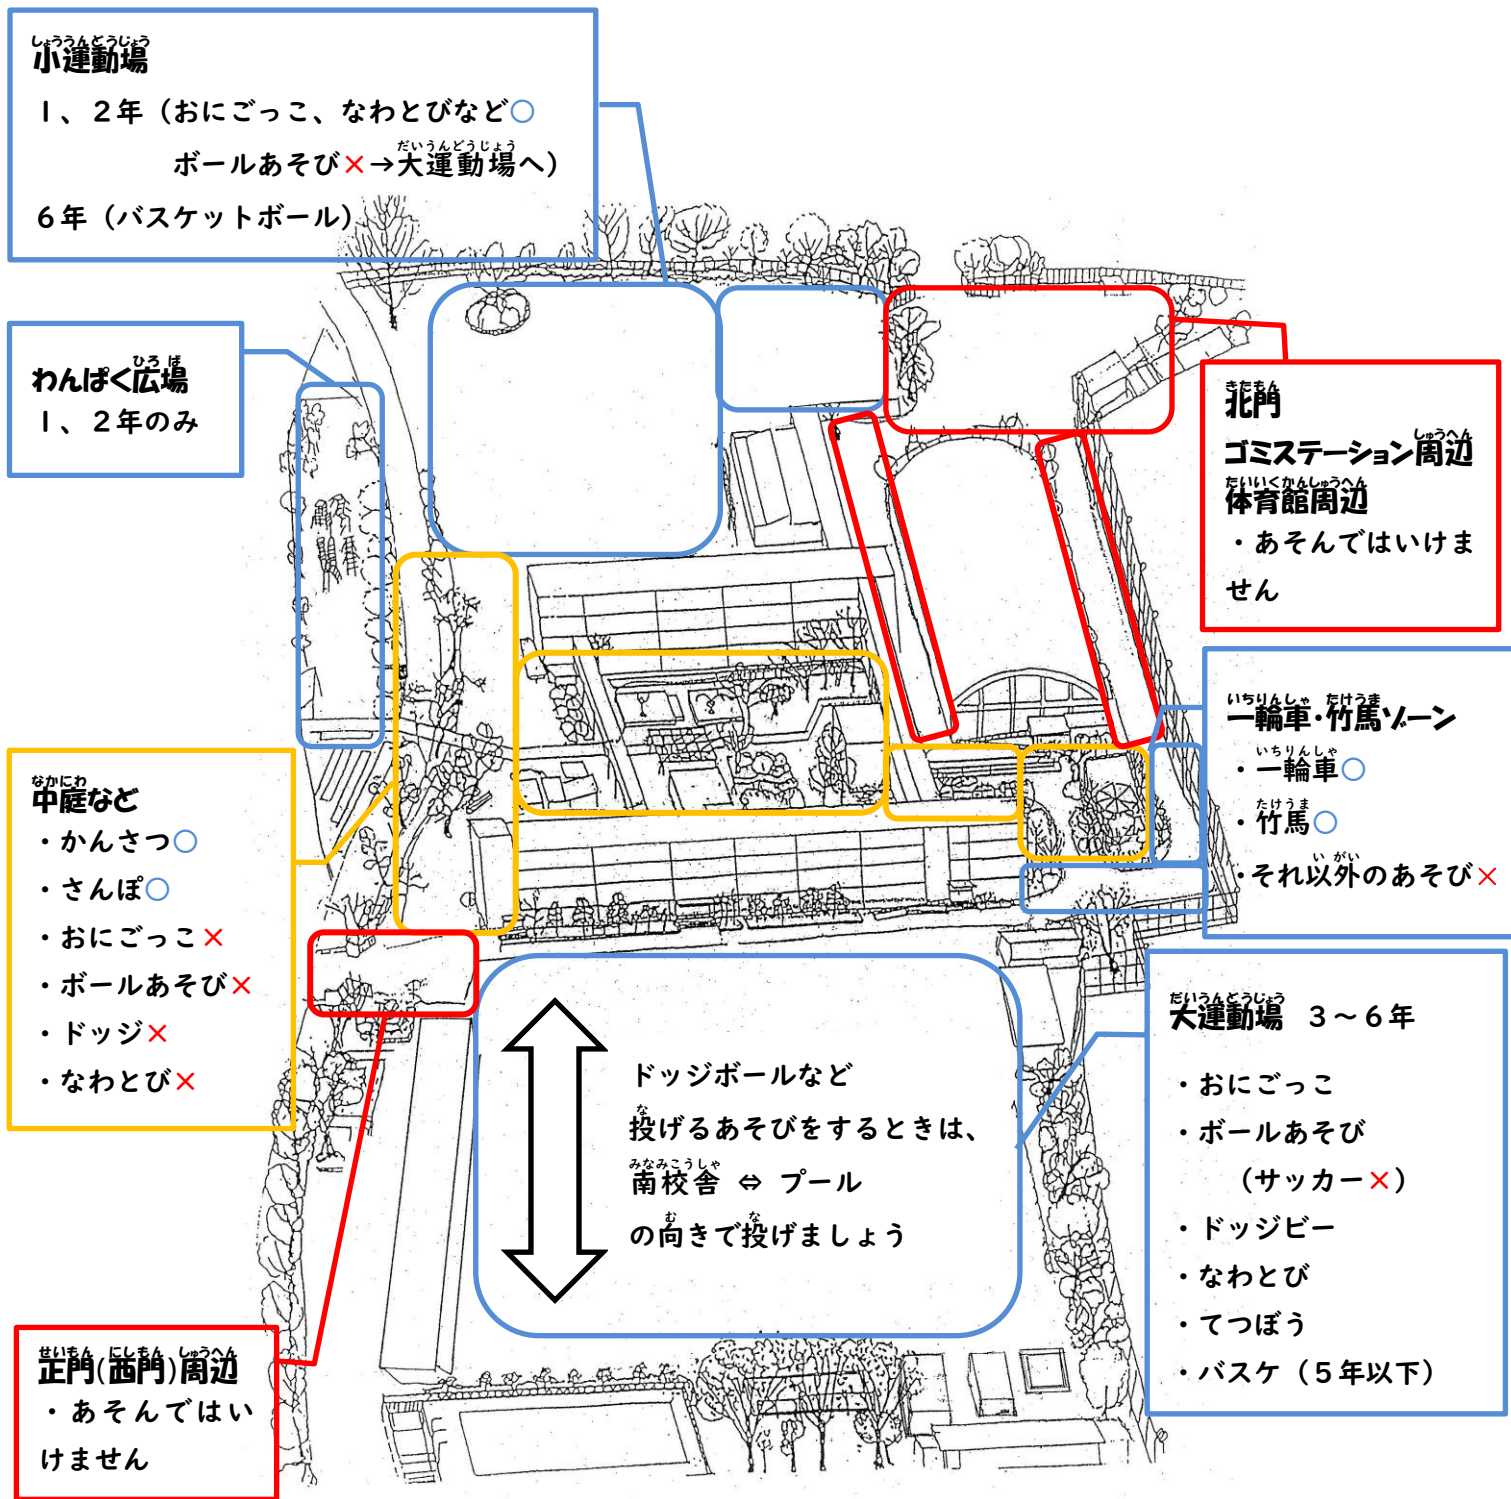 小運動場
しょううんどうじょう
1、2年（おにごっこ、なわとびなど○
ボールあそび×→大運動場へ）
だいうんどうじょう
6年（バスケットボール）
わんぱく広場
ひろば
1、2年のみ
北門
きたもん
ゴミステーション周辺
しゅうへん
体育館周辺
たいいくかんしゅうへん
・あそんではいけま
せん
一輪車・竹馬ゾーン
いちりんしゃ たけうま
・一輪車○
いちりんしゃ
・竹馬○
たけうま
・それ以外のあそび×
いがい
中庭など
なかにわ
・かんさつ○
・さんぽ○
・おにごっこ×
・ボールあそび×
・ドッジ×
・なわとび×
ドッジボールなど
投げるあそびをするときは、
な
南校舎 ⇔ プール
みなみこうしゃ
の向きで投げましょう
む な
大運動場 3～6年
だいうんどうじょう
・おにごっこ
・ボールあそび
（サッカー×）
・ドッジビー
・なわとび
・てつぼう
・バスケ（5年以下）
正門(西門)周辺
せいもん にしもん しゅうへん
・あそんではい
けません